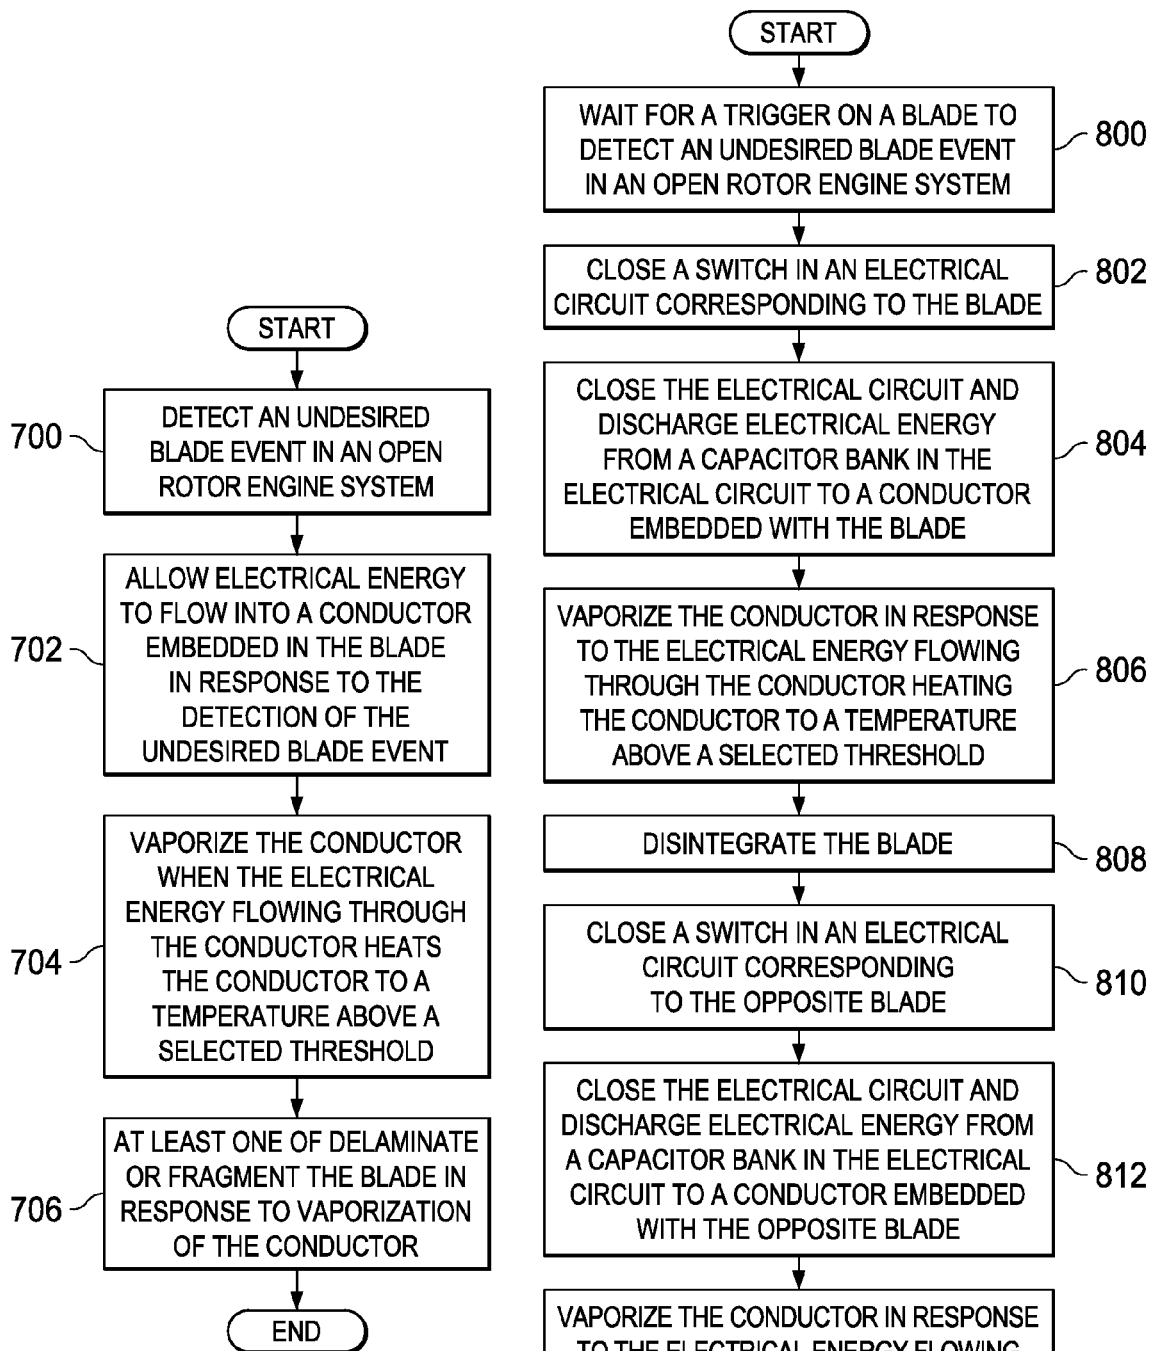 START
700
DETECT AN UNDESIRED
BLADE EVENT IN AN OPEN
ROTOR ENGINE SYSTEM
702
ALLOW ELECTRICAL ENERGY
TO FLOW INTO A CONDUCTOR
EMBEDDED IN THE BLADE
IN RESPONSE TO THE
DETECTION OF THE
UNDESIRED BLADE EVENT
704
VAPORIZE THE CONDUCTOR
WHEN THE ELECTRICAL
ENERGY FLOWING THROUGH
THE CONDUCTOR HEATS
THE CONDUCTOR TO A
TEMPERATURE ABOVE A
SELECTED THRESHOLD
706
AT LEAST ONE OF DELAMINATE
OR FRAGMENT THE BLADE IN
RESPONSE TO VAPORIZATION
OF THE CONDUCTOR
END
START
WAIT FOR A TRIGGER ON A BLADE TO
DETECT AN UNDESIRED BLADE EVENT
IN AN OPEN ROTOR ENGINE SYSTEM
800
CLOSE A SWITCH IN AN ELECTRICAL
CIRCUIT CORRESPONDING TO THE BLADE
802
CLOSE THE ELECTRICAL CIRCUIT AND
DISCHARGE ELECTRICAL ENERGY
FROM A CAPACITOR BANK IN THE
ELECTRICAL CIRCUIT TO A CONDUCTOR
EMBEDDED WITH THE BLADE
804
VAPORIZE THE CONDUCTOR IN RESPONSE
TO THE ELECTRICAL ENERGY FLOWING
THROUGH THE CONDUCTOR HEATING
THE CONDUCTOR TO A TEMPERATURE
ABOVE A SELECTED THRESHOLD
806
DISINTEGRATE THE BLADE
808
CLOSE A SWITCH IN AN ELECTRICAL
CIRCUIT CORRESPONDING
TO THE OPPOSITE BLADE
810
CLOSE THE ELECTRICAL CIRCUIT AND
DISCHARGE ELECTRICAL ENERGY FROM
A CAPACITOR BANK IN THE ELECTRICAL
CIRCUIT TO A CONDUCTOR EMBEDDED
WITH THE OPPOSITE BLADE
812
VAPORIZE THE CONDUCTOR IN RESPONSE
TO THE ELECTRICAL ENERGY FLOWING